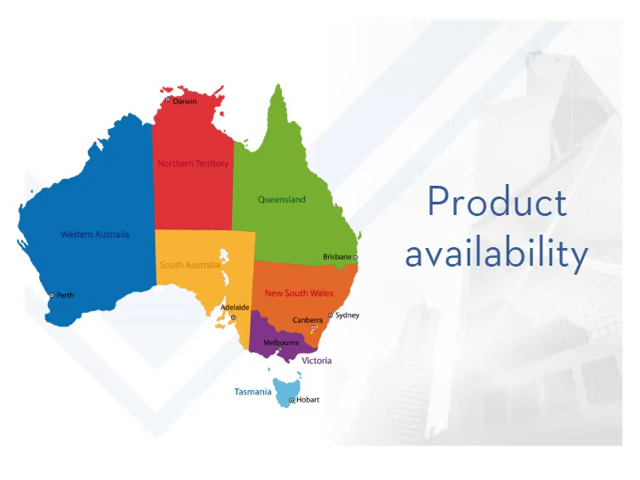 Darwin
Northern Territory
Queensland
Western Australia
Brisbane
South Australia
New South Wales
Perth
Adelaide
Sydney
Canberra
Melbourne
Victoria
Tasmania
Hobart
Product
availability